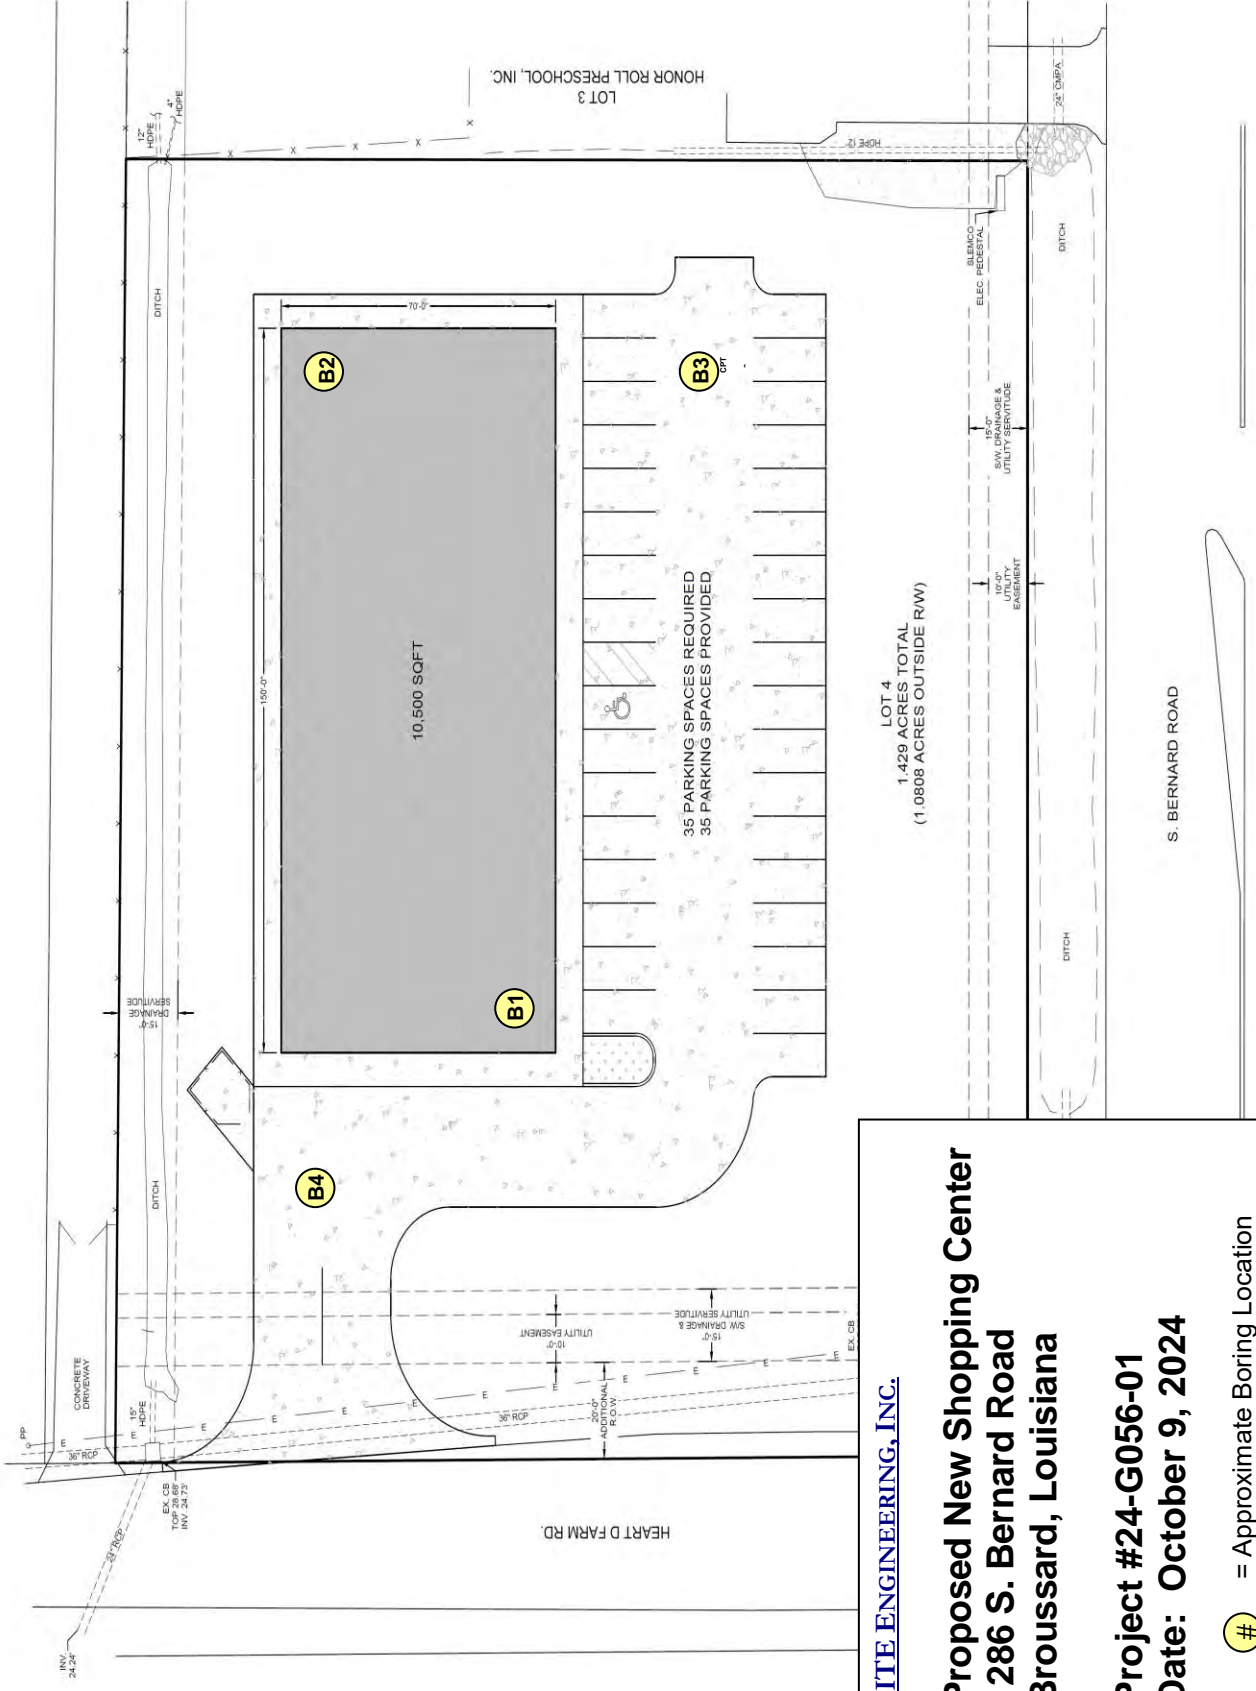 HONOR ROLL PRESCHOOL, INC.
LOT 3
12"
HDPE
4"
HDPE
HDPE 12"
24" CMPA
DITCH
SLEMCO
ELEC. PEDESTAL
DITCH
70'-0"
150'-0"
B2
B3
CPT
15'-0"
S/W, DRAINAGE &
UTILITY SERVITUDE
10'-0"
UTILITY
EASEMENT
10,500 SQFT
35 PARKING SPACES REQUIRED
35 PARKING SPACES PROVIDED
LOT 4
1.429 ACRES TOTAL
(1.0808 ACRES OUTSIDE R/W)
S. BERNARD ROAD
DITCH
B1
15'-0"
DRAINAGE
SERVITUDE
B4
DITCH
10'-0"
UTILITY EASEMENT
15'-0"
S/W, DRAINAGE &
UTILITY SERVITUDE
EX. CB
20'-0"
ADDITIONAL
R.O.W.
36" RCP
CONCRETE
DRIVEWAY
15"
HDPE
PP
36" RCP
E
E
E
E
E
E
E
E
E
EX. CB
TOP 28.68'
INV. 24.73'
24" RCP
INV.
24.24'
HEART D FARM RD.
ITE ENGINEERING, INC.
Proposed New Shopping Center
286 S. Bernard Road
Broussard, Louisiana
Project #24-G056-01
Date: October 9, 2024
# = Approximate Boring Location